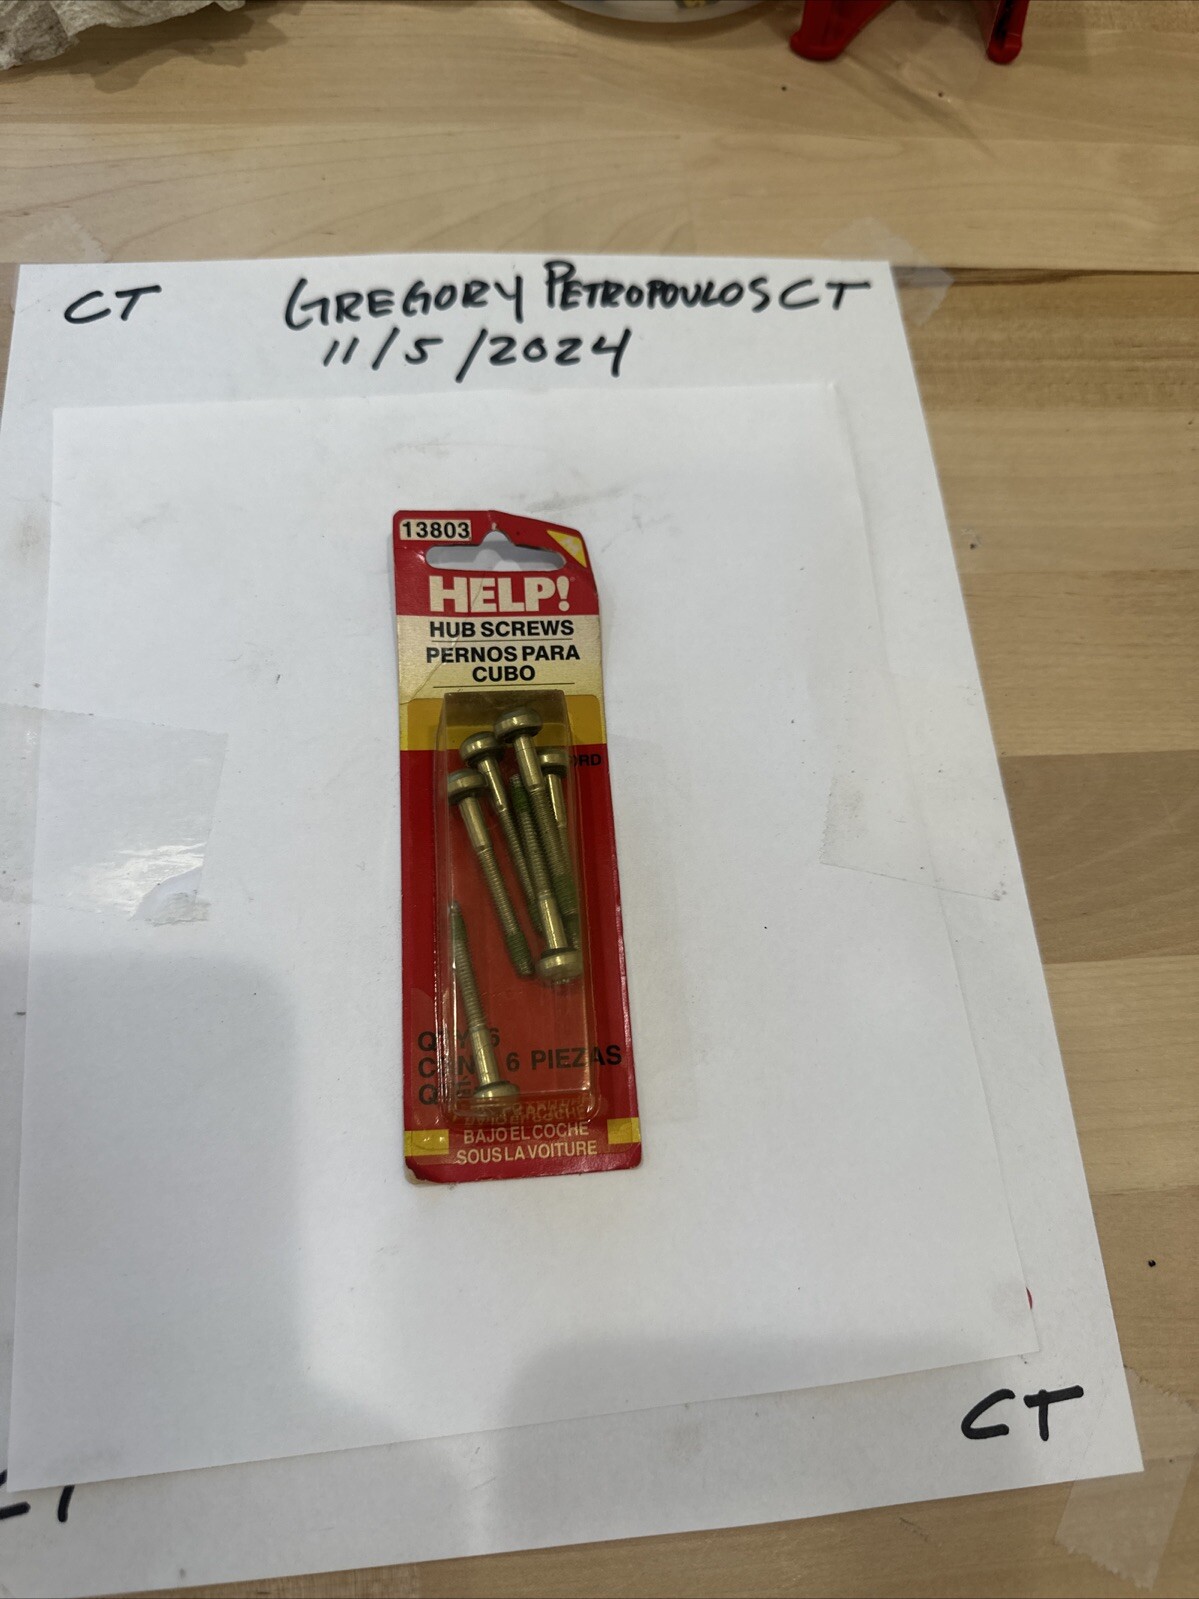 CT GREGORY PETROPOULOS CT
11/5/2024
13803
HELP!
HUB SCREWS
PERNOS PARA
CUBO
6 PIEZAS
BAJO EL COCHE
SOUS LA VOITURE
CT